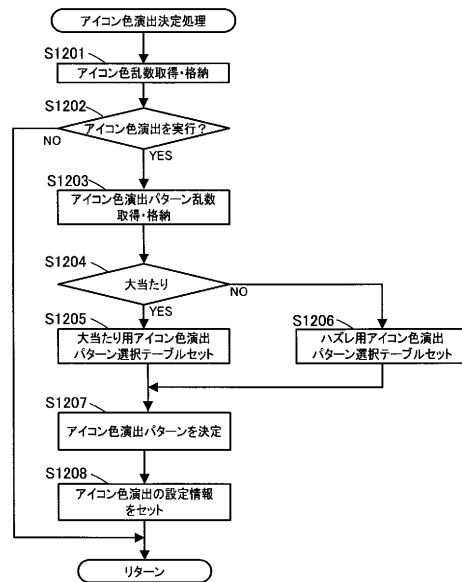 アイコン色演出決定処理
S1201
アイコン色乱数取得・格納
S1202
アイコン色演出を実行？
NO
YES
S1203
アイコン色演出パターン乱数
取得・格納
S1204
大当たり
NO
YES
S1205
大当たり用アイコン色演出
パターン選択テーブルセット
S1206
ハズレ用アイコン色演出
パターン選択テーブルセット
S1207
アイコン色演出パターンを決定
S1208
アイコン色演出の設定情報
をセット
リターン